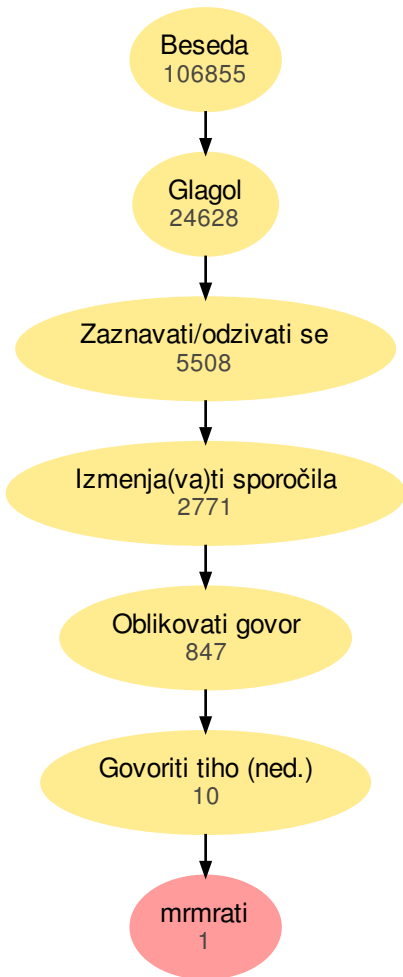 Beseda
106855
Glagol
24628
Zaznavati/odzivati se
5508
Izmenja(va)ti sporočila
2771
Oblikovati govor
847
Govoriti tiho (ned.)
10
mrmrati
1